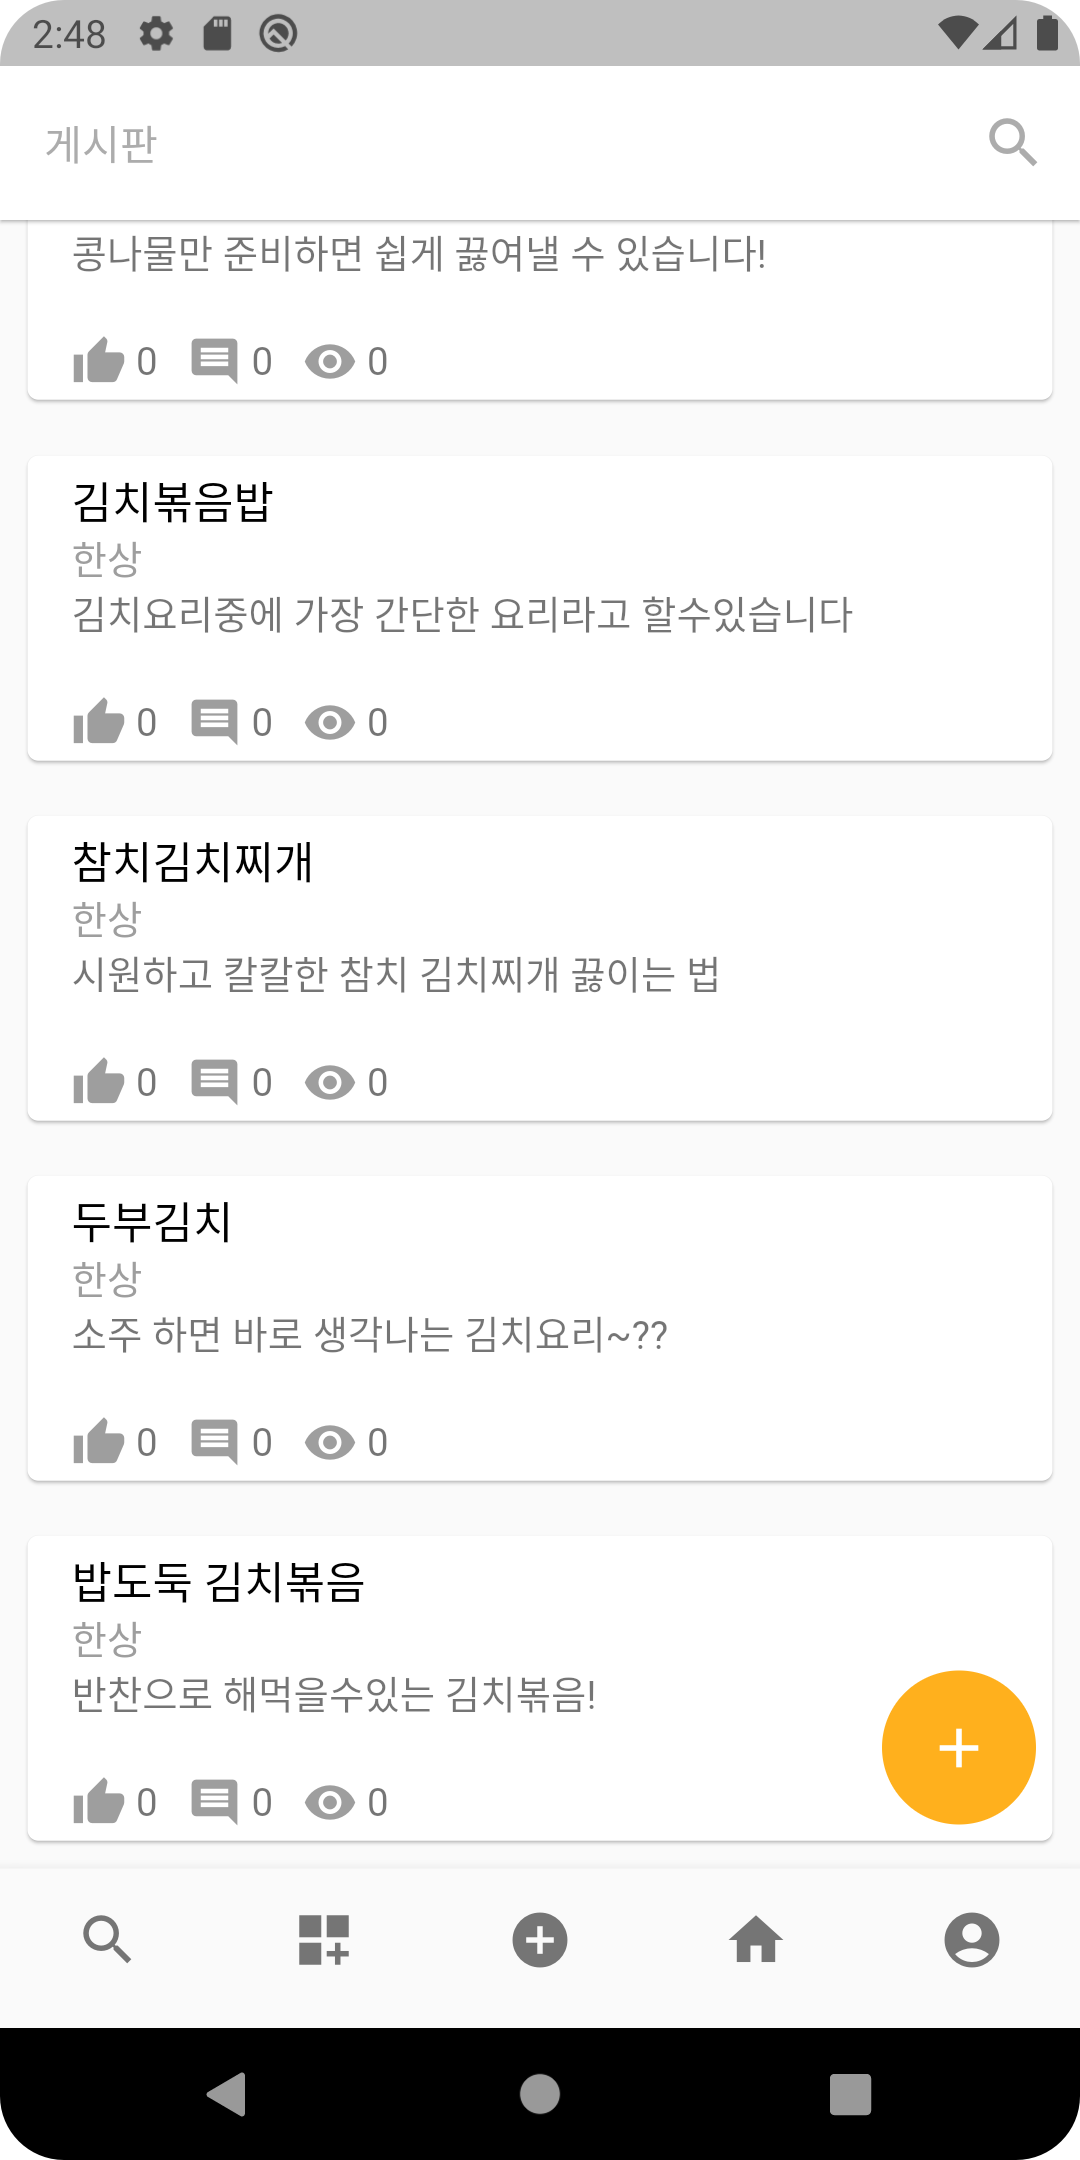 2:48
게시판
콩나물만 준비하면 쉽게 끓여낼 수 있습니다!
0 0 0
김치볶음밥
한상
김치요리중에 가장 간단한 요리라고 할수있습니다
0 0 0
참치김치찌개
한상
시원하고 칼칼한 참치 김치찌개 끓이는 법
0 0 0
두부김치
한상
소주 하면 바로 생각나는 김치요리~??
0 0 0
밥도둑 김치볶음
한상
반찬으로 해먹을수있는 김치볶음!
0 0 0